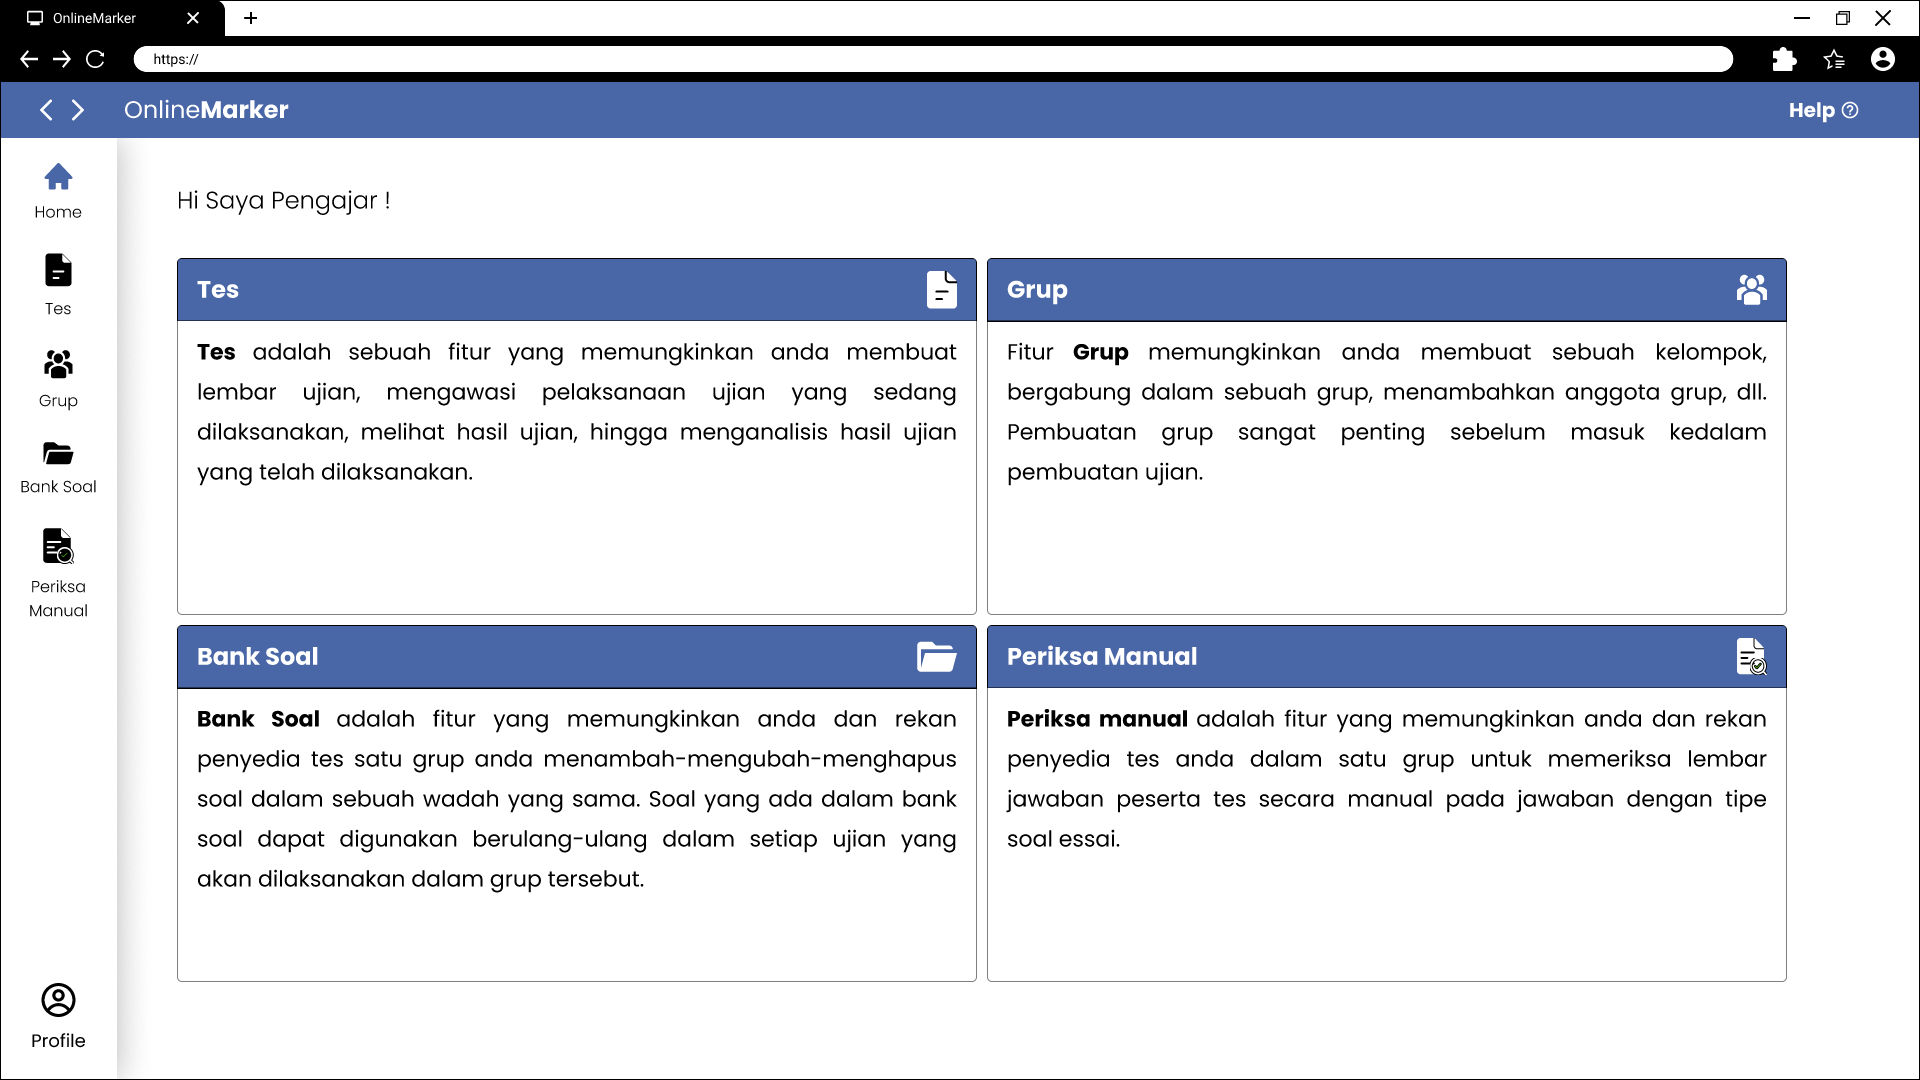 OnlineMarker
https://
OnlineMarker
Help
Home
Tes
Grup
Bank Soal
Periksa
Manual
Profile
Hi Saya Pengajar !
Tes
Tes adalah sebuah fitur yang memungkinkan anda membuat
lembar ujian, mengawasi pelaksanaan ujian yang sedang
dilaksanakan, melihat hasil ujian, hingga menganalisis hasil ujian
yang telah dilaksanakan.
Grup
Fitur Grup memungkinkan anda membuat sebuah kelompok,
bergabung dalam sebuah grup, menambahkan anggota grup, dll.
Pembuatan grup sangat penting sebelum masuk kedalam
pembuatan ujian.
Bank Soal
Bank Soal adalah fitur yang memungkinkan anda dan rekan
penyedia tes satu grup anda menambah-mengubah-menghapus
soal dalam sebuah wadah yang sama. Soal yang ada dalam bank
soal dapat digunakan berulang-ulang dalam setiap ujian yang
akan dilaksanakan dalam grup tersebut.
Periksa Manual
Periksa manual adalah fitur yang memungkinkan anda dan rekan
penyedia tes anda dalam satu grup untuk memeriksa lembar
jawaban peserta tes secara manual pada jawaban dengan tipe
soal essai.